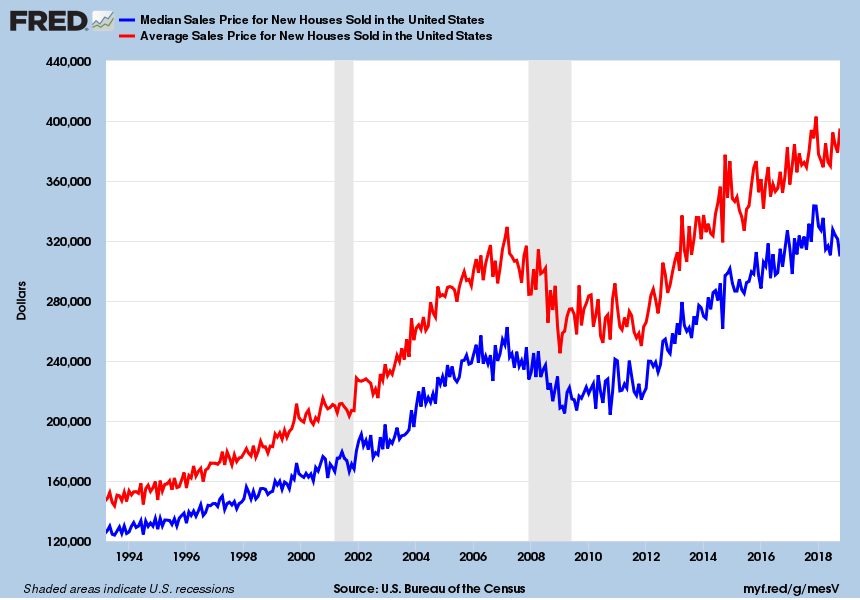 FRED
Median Sales Price for New Houses Sold in the United States
Average Sales Price for New Houses Sold in the United States
440,000
400,000
360,000
320,000
280,000
240,000
200,000
160,000
120,000
Dollars
1994 1996 1998 2000 2002 2004 2006 2008 2010 2012 2014 2016 2018
Shaded areas indicate U.S. recessions Source: U.S. Bureau of the Census myf.red/g/mesV